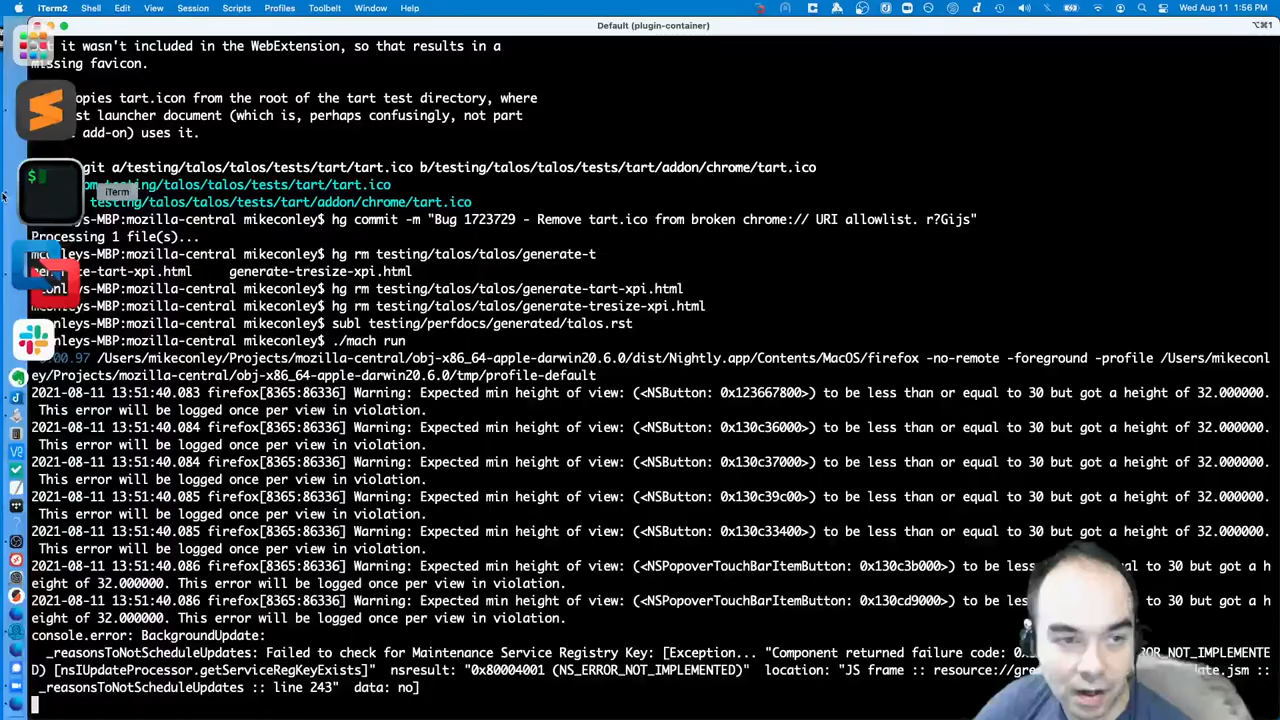 iTerm2 Shell Edit View Session Scripts Profiles Toolbelt Window Help Wed Aug 11 1:56 PM
Default (plugin-container) ⌥⌘1
it wasn't included in the WebExtension, so that results in a
missing favicon.
opies tart.icon from the root of the tart test directory, where
st launcher document (which is, perhaps confusingly, not part
add-on) uses it.
git a/testing/talos/talos/tests/tart/tart.ico b/testing/talos/talos/tests/tart/addon/chrome/tart.ico
testing/talos/talos/tests/tart/tart.ico
iTerm
testing/talos/talos/tests/tart/addon/chrome/tart.ico
mconleys-MBP:mozilla-central mikeconley$ hg commit -m "Bug 1723729 - Remove tart.ico from broken chrome:// URI allowlist. r?Gijs"
Processing 1 file(s)...
mconleys-MBP:mozilla-central mikeconley$ hg rm testing/talos/talos/generate-t
generate-tart-xpi.html generate-tresize-xpi.html
mconleys-MBP:mozilla-central mikeconley$ hg rm testing/talos/talos/generate-tart-xpi.html
mconleys-MBP:mozilla-central mikeconley$ hg rm testing/talos/talos/generate-tresize-xpi.html
mconleys-MBP:mozilla-central mikeconley$ subl testing/perfdocs/generated/talos.rst
mconleys-MBP:mozilla-central mikeconley$ ./mach run
00.97 /Users/mikeconley/Projects/mozilla-central/obj-x86_64-apple-darwin20.6.0/dist/Nightly.app/Contents/MacOS/firefox -no-remote -foreground -profile /Users/mikeconl
ey/Projects/mozilla-central/obj-x86_64-apple-darwin20.6.0/tmp/profile-default
2021-08-11 13:51:40.083 firefox[8365:86336] Warning: Expected min height of view: (<NSButton: 0x123667800>) to be less than or equal to 30 but got a height of 32.000000.
This error will be logged once per view in violation.
2021-08-11 13:51:40.084 firefox[8365:86336] Warning: Expected min height of view: (<NSButton: 0x130c36000>) to be less than or equal to 30 but got a height of 32.000000.
This error will be logged once per view in violation.
2021-08-11 13:51:40.084 firefox[8365:86336] Warning: Expected min height of view: (<NSButton: 0x130c37000>) to be less than or equal to 30 but got a height of 32.000000.
This error will be logged once per view in violation.
2021-08-11 13:51:40.085 firefox[8365:86336] Warning: Expected min height of view: (<NSButton: 0x130c39c00>) to be less than or equal to 30 but got a height of 32.000000.
This error will be logged once per view in violation.
2021-08-11 13:51:40.085 firefox[8365:86336] Warning: Expected min height of view: (<NSButton: 0x130c33400>) to be less than or equal to 30 but got a height of 32.000000.
This error will be logged once per view in violation.
2021-08-11 13:51:40.086 firefox[8365:86336] Warning: Expected min height of view: (<NSPopoverTouchBarItemButton: 0x130c3b000>) to be less equal to 30 but got a h
eight of 32.000000. This error will be logged once per view in violation.
2021-08-11 13:51:40.086 firefox[8365:86336] Warning: Expected min height of view: (<NSPopoverTouchBarItemButton: 0x130cd9000>) to be les to 30 but got a h
eight of 32.000000. This error will be logged once per view in violation.
console.error: BackgroundUpdate:
_reasonsToNotScheduleUpdates: Failed to check for Maintenance Service Registry Key: [Exception... "Component returned failure code: ERROR_NOT_IMPLEMENTE
D) [nsIUpdateProcessor.getServiceRegKeyExists]" nsresult: "0x80004001 (NS_ERROR_NOT_IMPLEMENTED)" location: "JS frame :: resource://gre date.jsm ::
_reasonsToNotScheduleUpdates :: line 243" data: no]